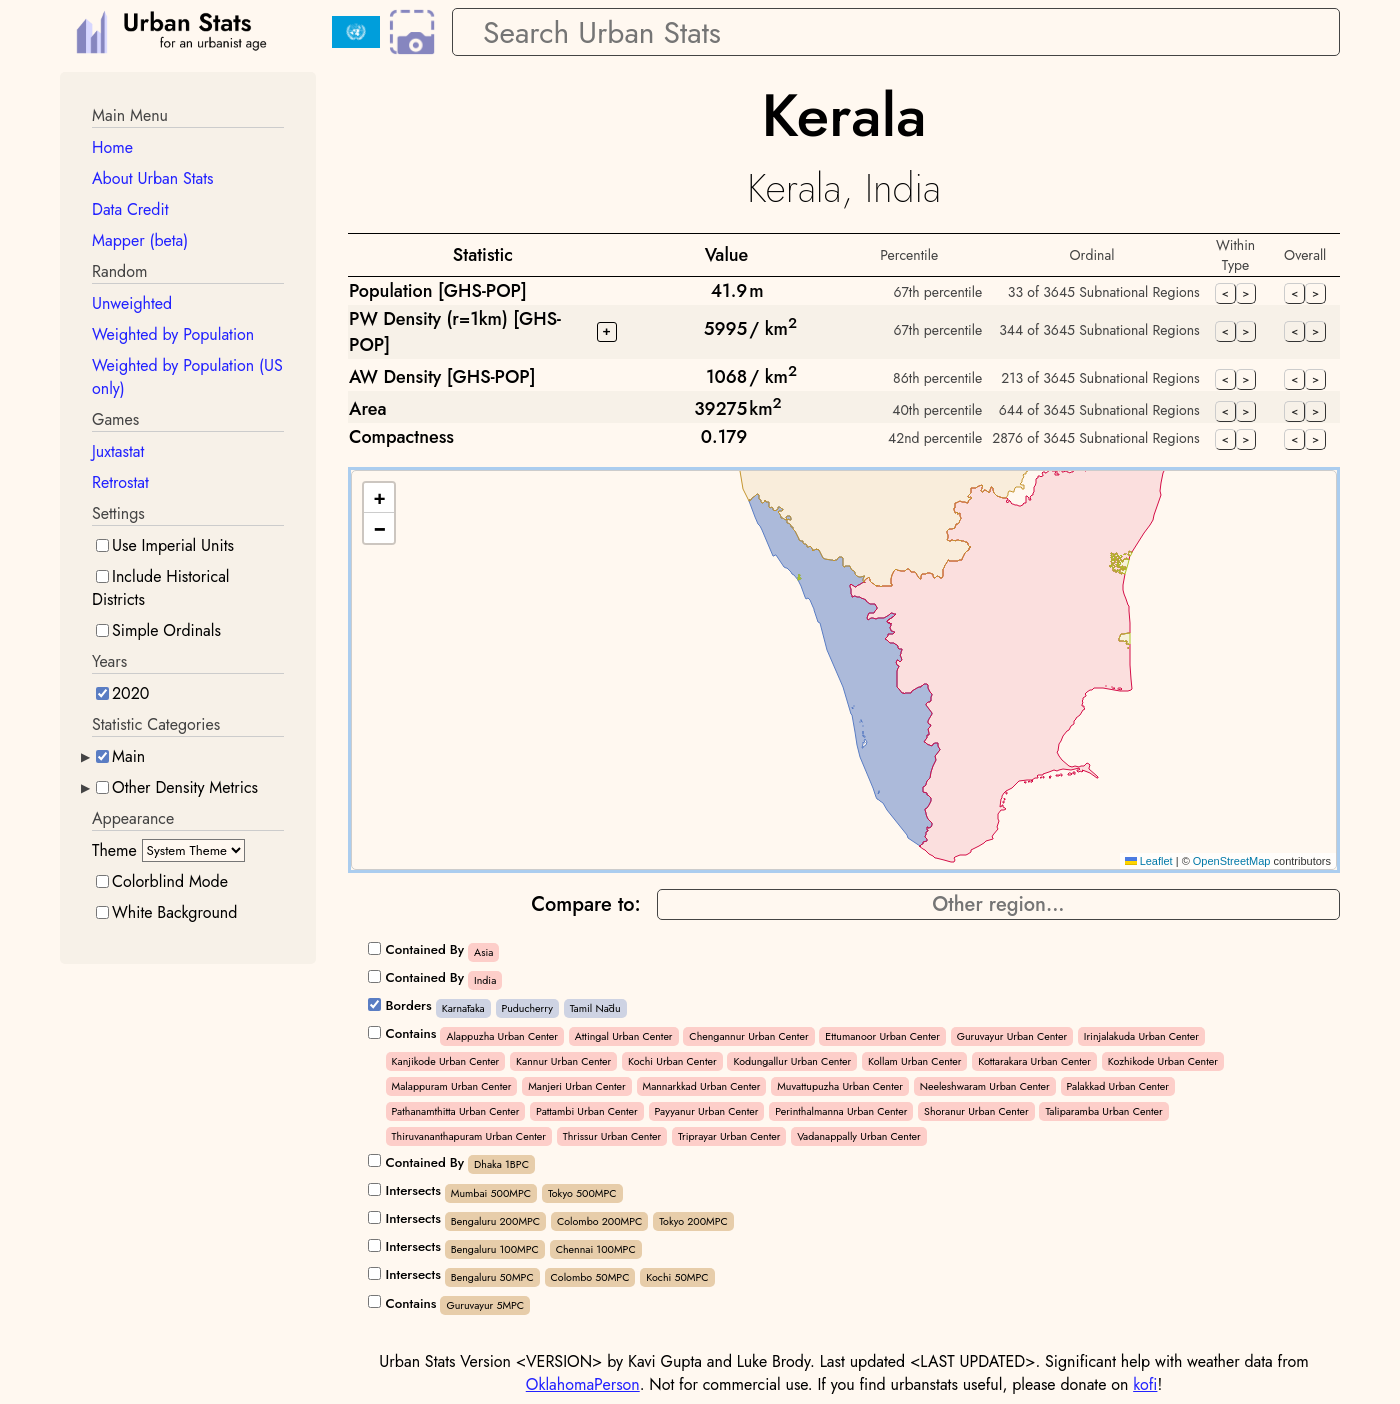 Urban Stats
for an urbanist age
Search Urban Stats
Main Menu
Home
About Urban Stats
Data Credit
Mapper (beta)
Random
Unweighted
Weighted by Population
Weighted by Population (US
only)
Games
Juxtastat
Retrostat
Settings
Use Imperial Units
Include Historical
Districts
Simple Ordinals
Years
2020
Statistic Categories
Main
Other Density Metrics
Appearance
Theme System Theme
Colorblind Mode
White Background
Kerala
Kerala, India
Statistic Value Percentile Ordinal Within Type Overall
Population [GHS-POP] 41.9 m 67th percentile 33 of 3645 Subnational Regions < > < >
PW Density (r=1km) [GHS-
POP] + 5995 / km2 67th percentile 344 of 3645 Subnational Regions < > < >
AW Density [GHS-POP] 1068 / km2 86th percentile 213 of 3645 Subnational Regions < > < >
Area 39275 km2 40th percentile 644 of 3645 Subnational Regions < > < >
Compactness 0.179 42nd percentile 2876 of 3645 Subnational Regions < > < >
+
−
Leaflet | © OpenStreetMap contributors
Compare to: Other region...
Contained By Asia
Contained By India
Borders Karnātaka Puducherry Tamil Nādu
Contains Alappuzha Urban Center Attingal Urban Center Chengannur Urban Center Ettumanoor Urban Center Guruvayur Urban Center Irinjalakuda Urban Center
Kanjikode Urban Center Kannur Urban Center Kochi Urban Center Kodungallur Urban Center Kollam Urban Center Kottarakara Urban Center Kozhikode Urban Center
Malappuram Urban Center Manjeri Urban Center Mannarkkad Urban Center Muvattupuzha Urban Center Neeleshwaram Urban Center Palakkad Urban Center
Pathanamthitta Urban Center Pattambi Urban Center Payyanur Urban Center Perinthalmanna Urban Center Shoranur Urban Center Taliparamba Urban Center
Thiruvananthapuram Urban Center Thrissur Urban Center Triprayar Urban Center Vadanappally Urban Center
Contained By Dhaka 1BPC
Intersects Mumbai 500MPC Tokyo 500MPC
Intersects Bengaluru 200MPC Colombo 200MPC Tokyo 200MPC
Intersects Bengaluru 100MPC Chennai 100MPC
Intersects Bengaluru 50MPC Colombo 50MPC Kochi 50MPC
Contains Guruvayur 5MPC
Urban Stats Version <VERSION> by Kavi Gupta and Luke Brody. Last updated <LAST UPDATED>. Significant help with weather data from
OklahomaPerson. Not for commercial use. If you find urbanstats useful, please donate on kofi!